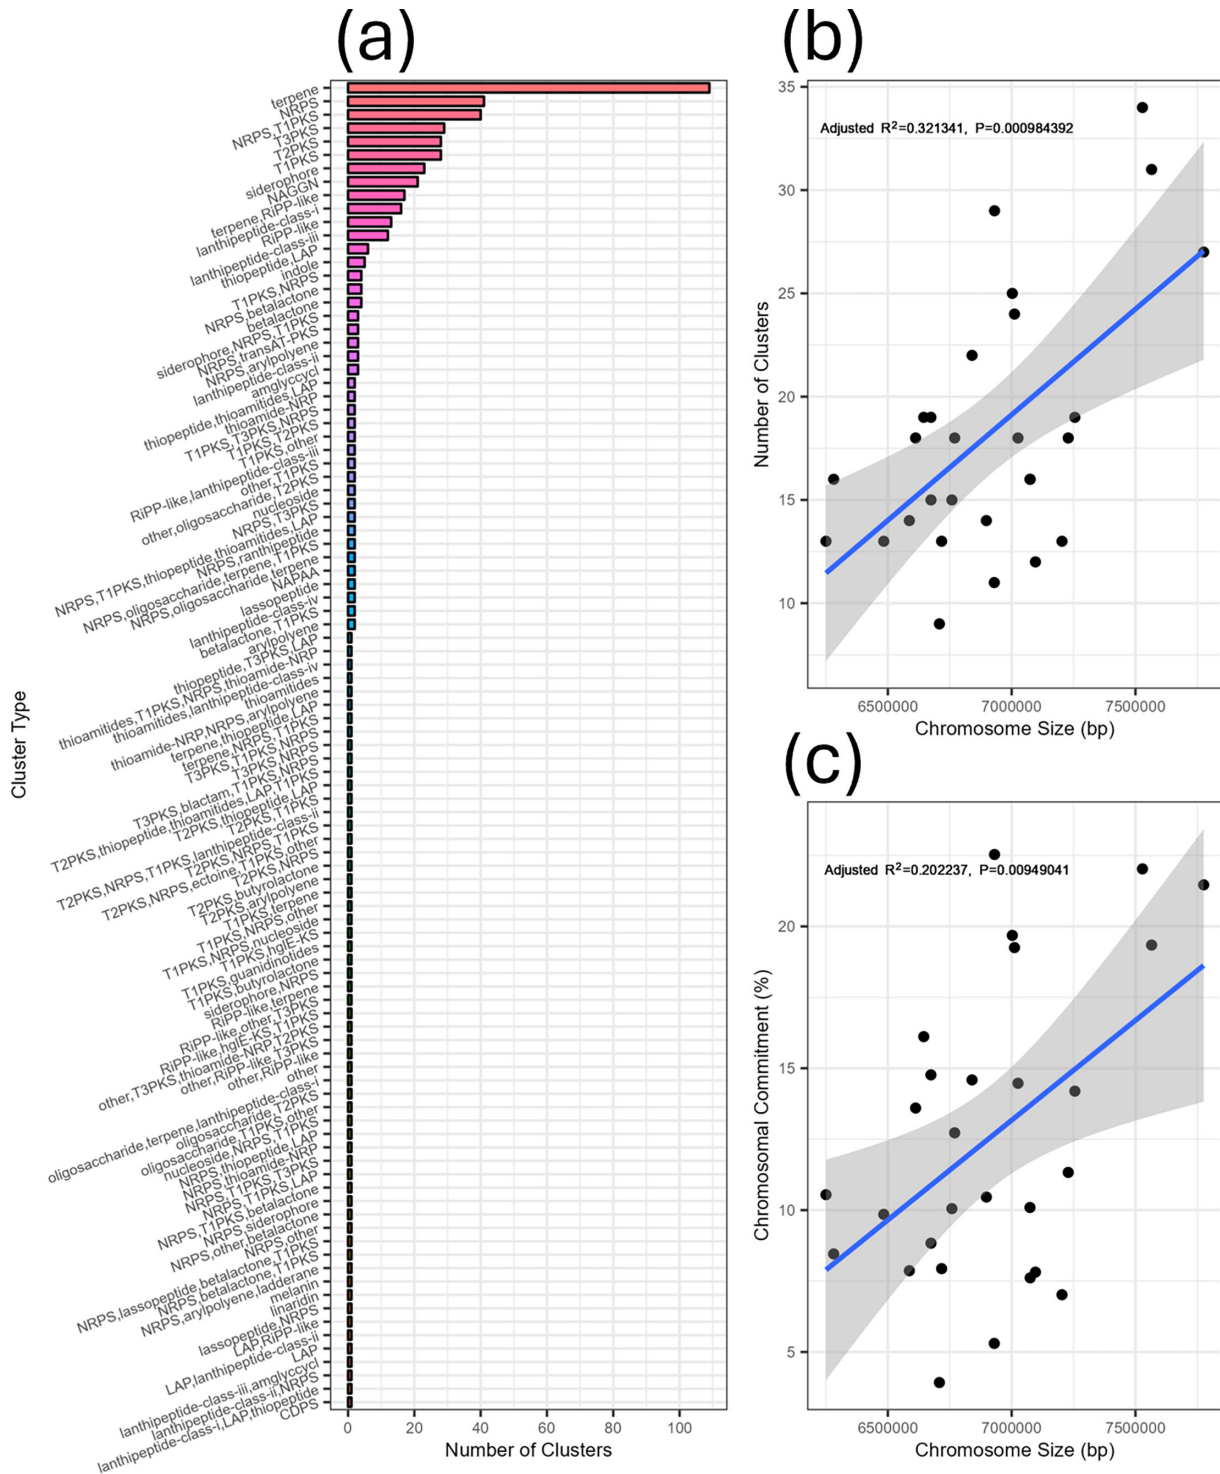 (a)
terpene
NRPS
NRPS,T1PKS
T3PKS
T2PKS
T1PKS
siderophore
NAGGN
terpene,RiPP-like
lanthipeptide-class-i
RiPP-like
lanthipeptide-class-iii
thiopeptide,LAP
indole
T1PKS,NRPS
NRPS,betalactone
betalactone
siderophore,NRPS,T1PKS
NRPS,transAT-PKS
NRPS,arylpolyene
lanthipeptide-class-ii
amglyccycl
thiopeptide,thioamitides,LAP
thioamide-NRP
T1PKS,T3PKS,NRPS
T1PKS,T2PKS
T1PKS,other
RiPP-like,lanthipeptide-class-iii
other,T1PKS
other,oligosaccharide,T2PKS
nucleoside
NRPS,T3PKS
NRPS,T1PKS,thiopeptide,thioamitides,LAP
NRPS,ranthipeptide
NRPS,oligosaccharide,terpene,T1PKS
NRPS,oligosaccharide,terpene
NAPAA
lassopeptide
lanthipeptide-class-iv
betalactone,T1PKS
arylpolyene
thiopeptide,T3PKS,LAP
thioamitides,T1PKS,NRPS,thioamide-NRP
thioamitides,lanthipeptide-class-iv
thioamitides
thioamide-NRP,NRPS,arylpolyene
terpene,thiopeptide,LAP
terpene,NRPS,T1PKS
T3PKS,T1PKS,NRPS
T3PKS,NRPS
T3PKS,blactam,T1PKS,NRPS
T2PKS,thiopeptide,thioamitides,LAP,T1PKS
T2PKS,thiopeptide,LAP
T2PKS,T1PKS
T2PKS,NRPS,T1PKS,lanthipeptide-class-ii
T2PKS,NRPS,T1PKS
T2PKS,NRPS,ectoine,T1PKS,other
T2PKS,NRPS
T2PKS,butyrolactone
T2PKS,arylpolyene
T1PKS,terpene
T1PKS,NRPS,other
T1PKS,NRPS,nucleoside
T1PKS,hglE-KS
T1PKS,guanidinotides
T1PKS,butyrolactone
siderophore,NRPS
RiPP-like,terpene
RiPP-like,other,T3PKS
RiPP-like,hglE-KS,T1PKS
other,T3PKS,thioamide-NRP,T2PKS
other,RiPP-like,T3PKS
other,RiPP-like
other
oligosaccharide,terpene,lanthipeptide-class-i
oligosaccharide,T2PKS
oligosaccharide,T1PKS,other
nucleoside,NRPS,T1PKS
NRPS,thiopeptide,LAP
NRPS,thioamide-NRP
NRPS,T1PKS,T3PKS
NRPS,T1PKS,LAP
NRPS,T1PKS,betalactone
NRPS,siderophore
NRPS,other,betalactone
NRPS,other
NRPS,lassopeptide,betalactone,T1PKS
NRPS,betalactone,T1PKS
NRPS,arylpolyene,ladderane
melanin
linaridin
lassopeptide,NRPS
LAP,RiPP-like
LAP,lanthipeptide-class-ii
LAP
lanthipeptide-class-iii,amglyccycl
lanthipeptide-class-ii,NRPS
lanthipeptide-class-i,LAP,thiopeptide
CDPS
Cluster Type
0 20 40 60 80 100
Number of Clusters
(b)
Adjusted R²=0.321341, P=0.000984392
35
30
25
20
15
10
Number of Clusters
6500000 7000000 7500000
Chromosome Size (bp)
(c)
Adjusted R²=0.202237, P=0.00949041
20
15
10
5
Chromosomal Commitment (%)
6500000 7000000 7500000
Chromosome Size (bp)